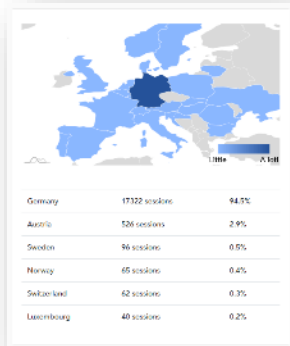 Little A lot
Germany 17322 sessions 94.5%
Austria 526 sessions 2.9%
Sweden 96 sessions 0.5%
Norway 65 sessions 0.4%
Switzerland 62 sessions 0.3%
Luxembourg 40 sessions 0.2%